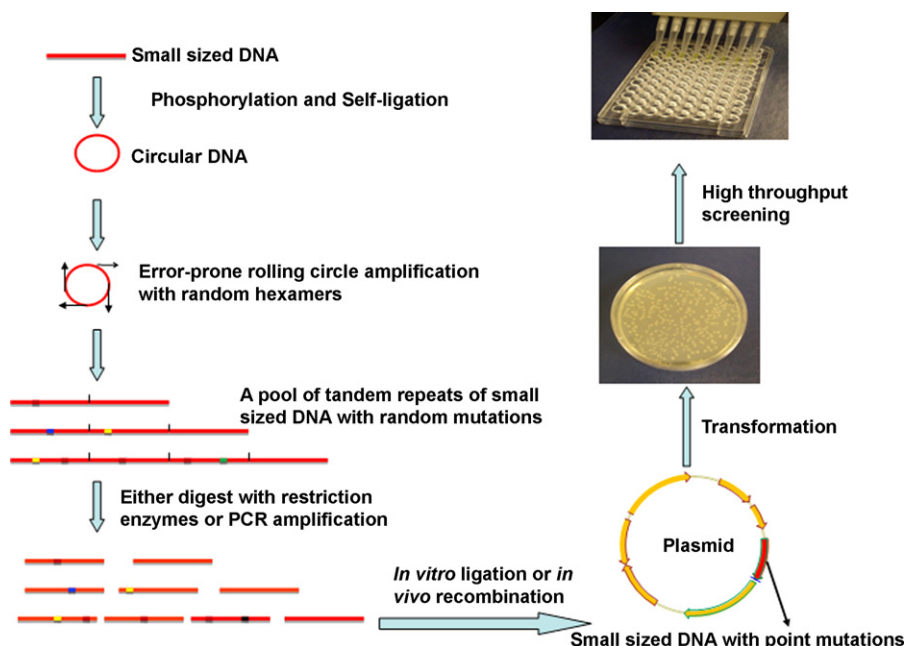 Small sized DNA
Phosphorylation and Self-ligation
Circular DNA
Error-prone rolling circle amplification
with random hexamers
A pool of tandem repeats of small
sized DNA with random mutations
Either digest with restriction
enzymes or PCR amplification
In vitro ligation or in
vivo recombination
Plasmid
Small sized DNA with point mutations
Transformation
High throughput
screening